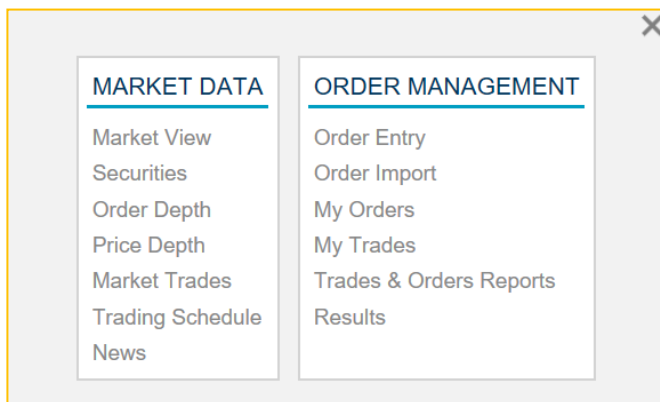 MARKET DATA
Market View
Securities
Order Depth
Price Depth
Market Trades
Trading Schedule
News
ORDER MANAGEMENT
Order Entry
Order Import
My Orders
My Trades
Trades & Orders Reports
Results